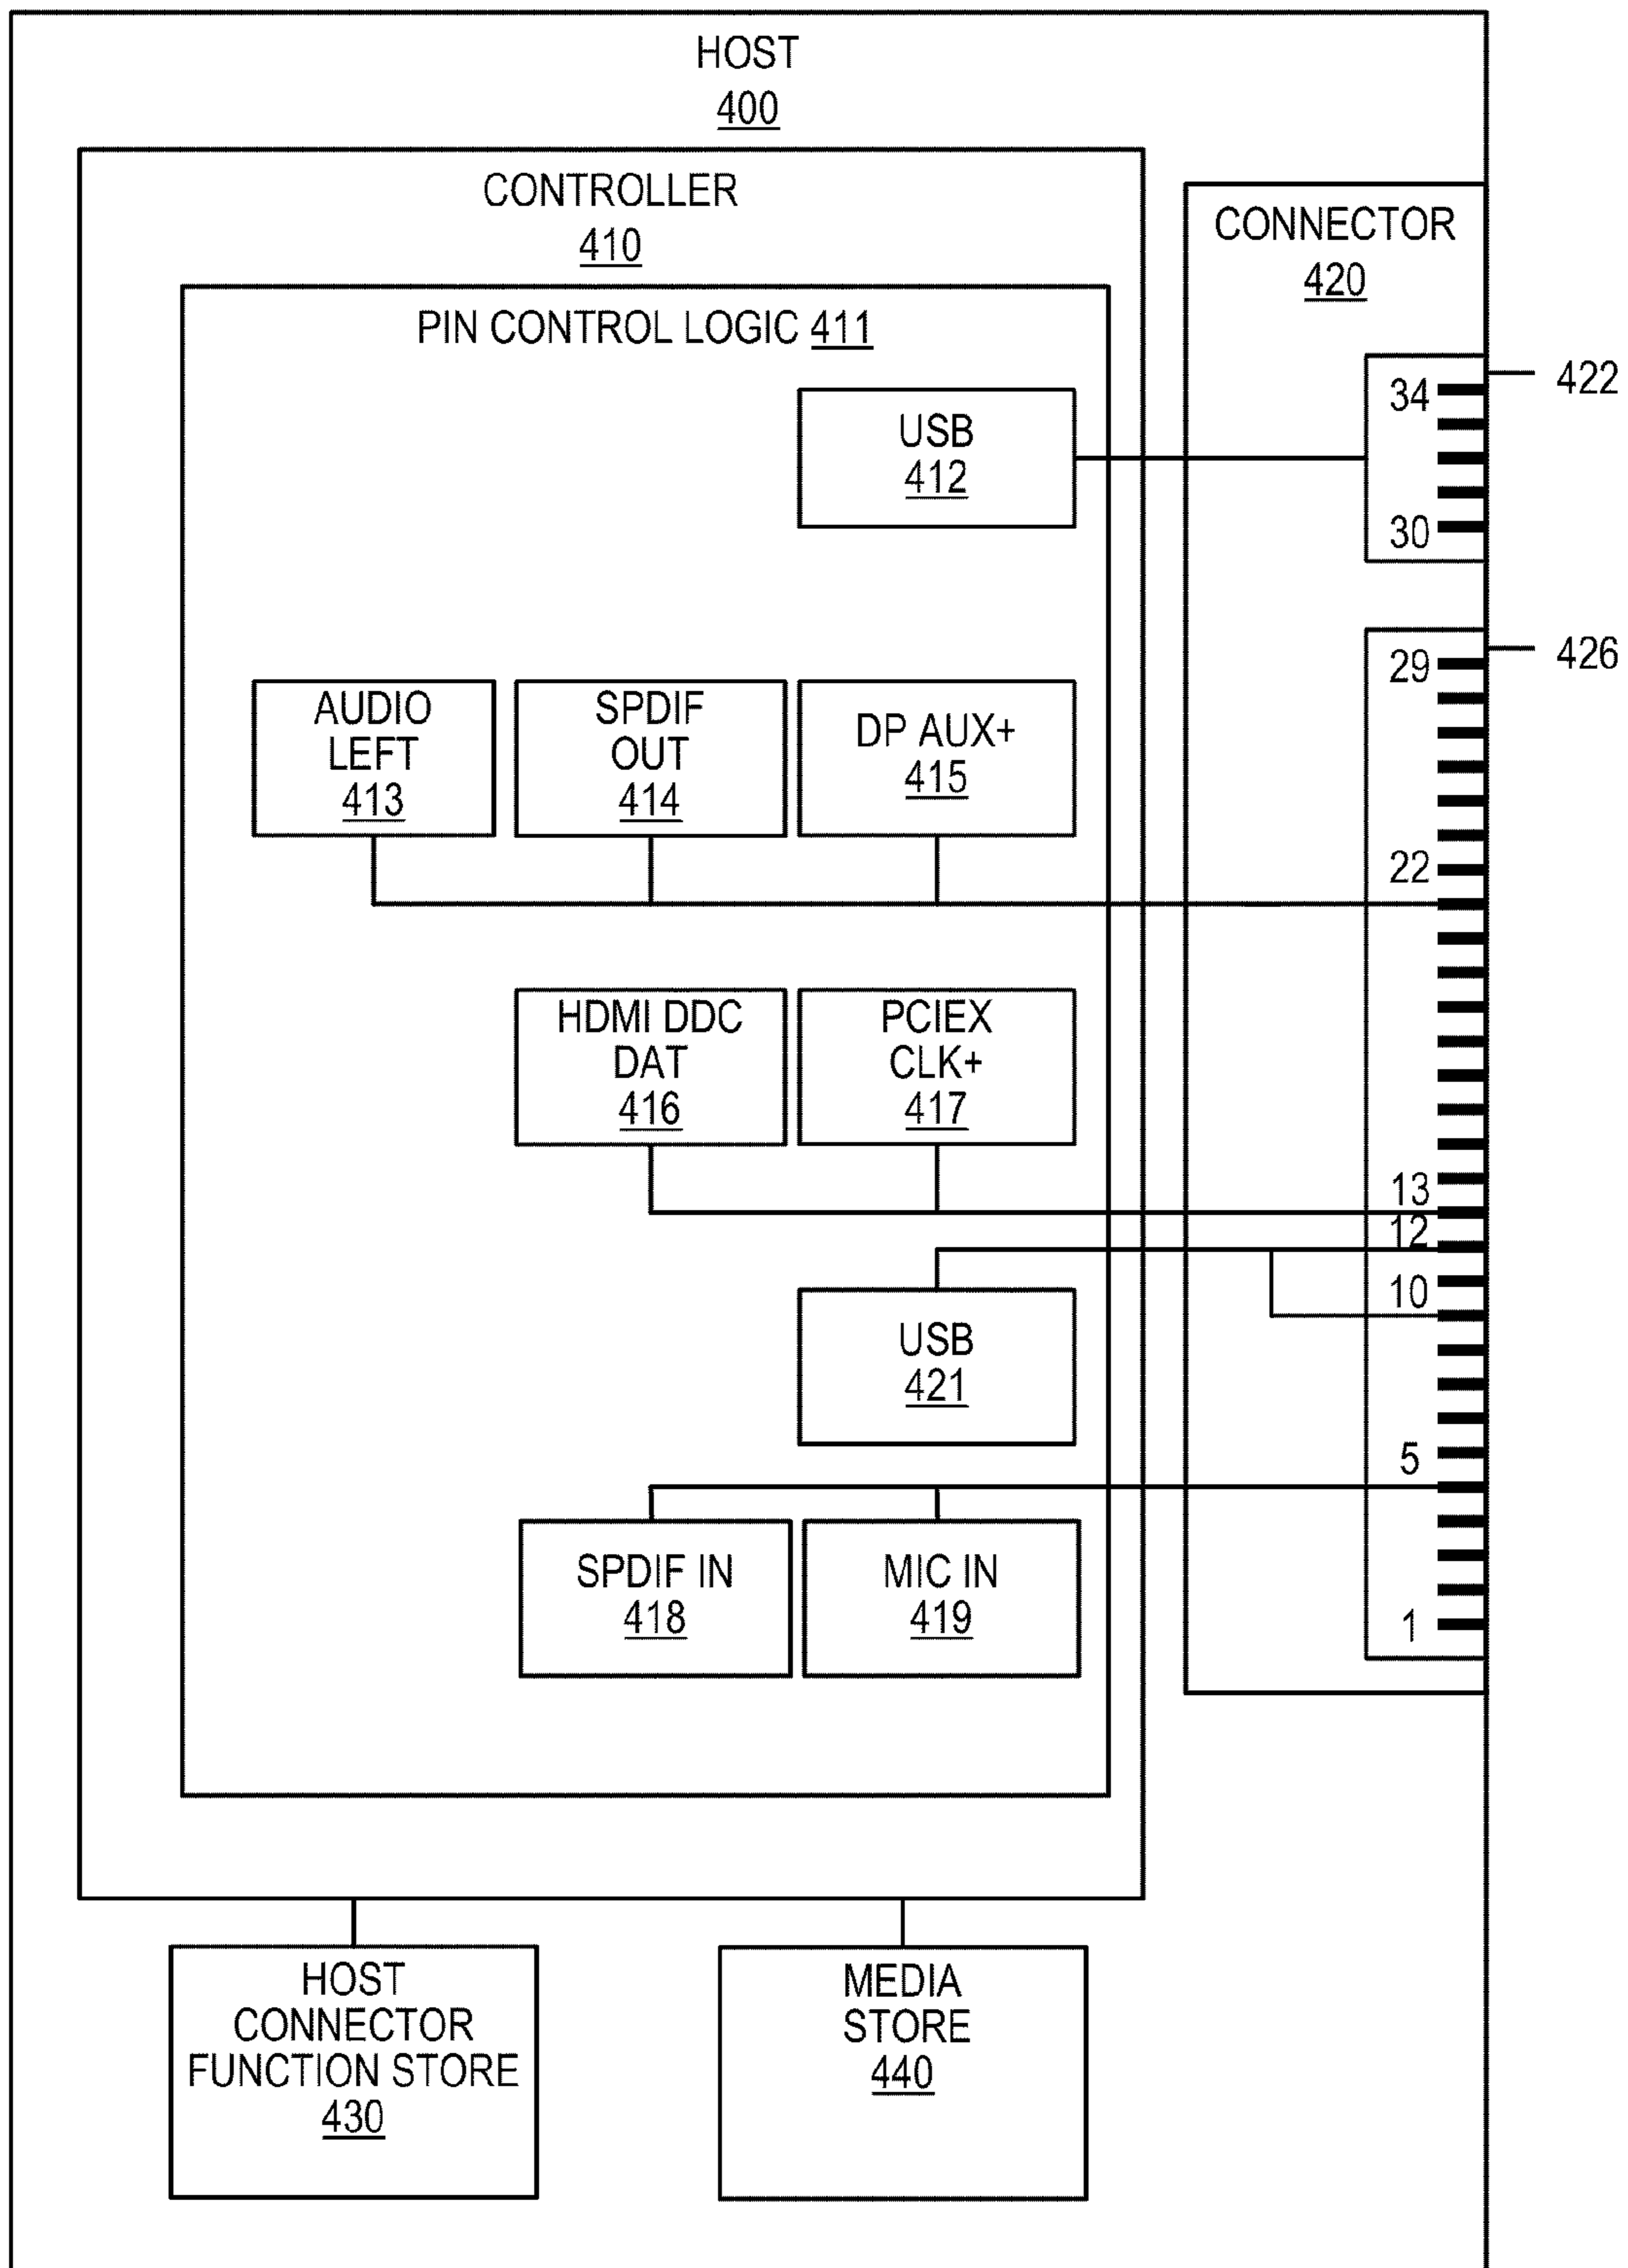 HOST
400
CONTROLLER
410
CONNECTOR
420
PIN CONTROL LOGIC 411
USB
412
34
30
422
426
AUDIO
LEFT
413
SPDIF
OUT
414
DP AUX+
415
29
22
HDMI DDC
DAT
416
PCIEX
CLK+
417
13
12
10
USB
421
5
SPDIF IN
418
MIC IN
419
1
HOST
CONNECTOR
FUNCTION STORE
430
MEDIA
STORE
440